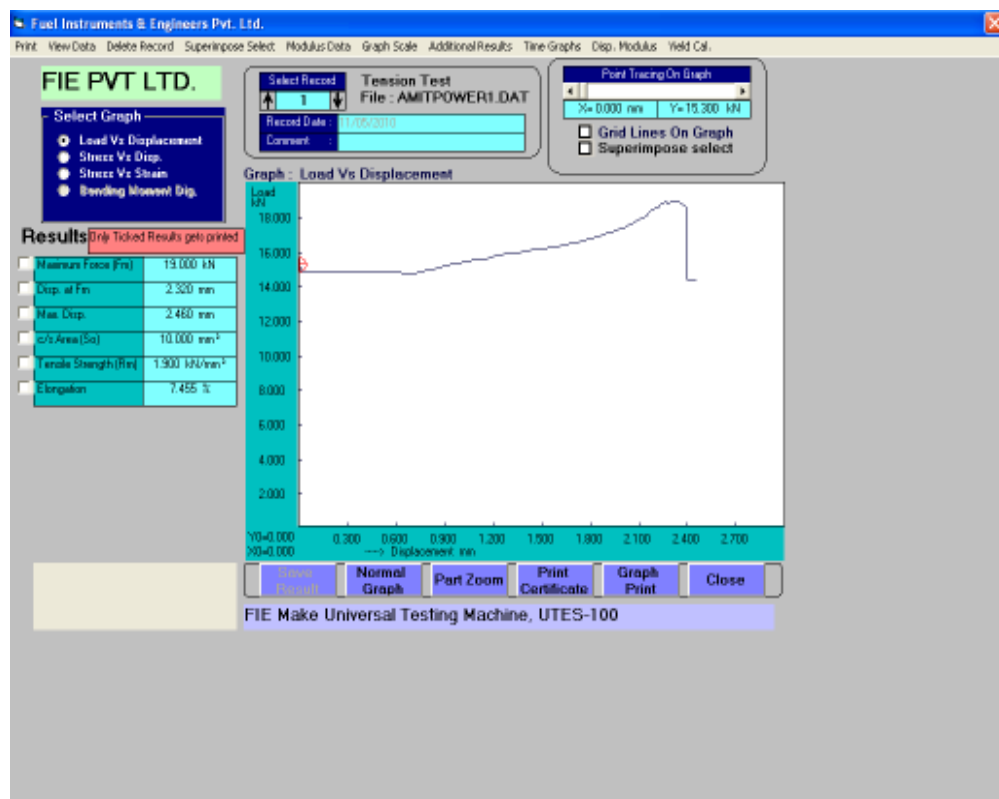 Fuel Instruments & Engineers Pvt. Ltd.
Print View Data Delete Record Superimpose Select Modulus Data Graph Scale Additional Results Time Graphs Disp. Modulus Yield Cal.
FIE PVT LTD.
Select Graph
Load Vs Displacement
Stress Vs Disp.
Stress Vs Strain
Bending Moment Dig.
Select Record
1
Tension Test
File : AMITPOWER1.DAT
Record Date : 11/05/2010
Comment :
Point Tracing On Graph
X= 0.000 mm Y= 15.300 kN
Grid Lines On Graph
Superimpose select
Results
Only Ticked Results gets printed
Maximum Force (Fm) 19.000 kN
Disp. at Fm 2.320 mm
Max. Disp. 2.460 mm
c/s Area (So) 10.000 mm²
Tensile Strength (Rm) 1.900 kN/mm²
Elongation 7.455 %
Graph : Load Vs Displacement
Load
kN
18.000
16.000
14.000
12.000
10.000
8.000
6.000
4.000
2.000
Y0=0.000
X0=0.000
0.300 0.600 0.900 1.200 1.500 1.800 2.100 2.400 2.700
---> Displacement mm
Save Result
Normal Graph
Part Zoom
Print Certificate
Graph Print
Close
FIE Make Universal Testing Machine, UTES-100